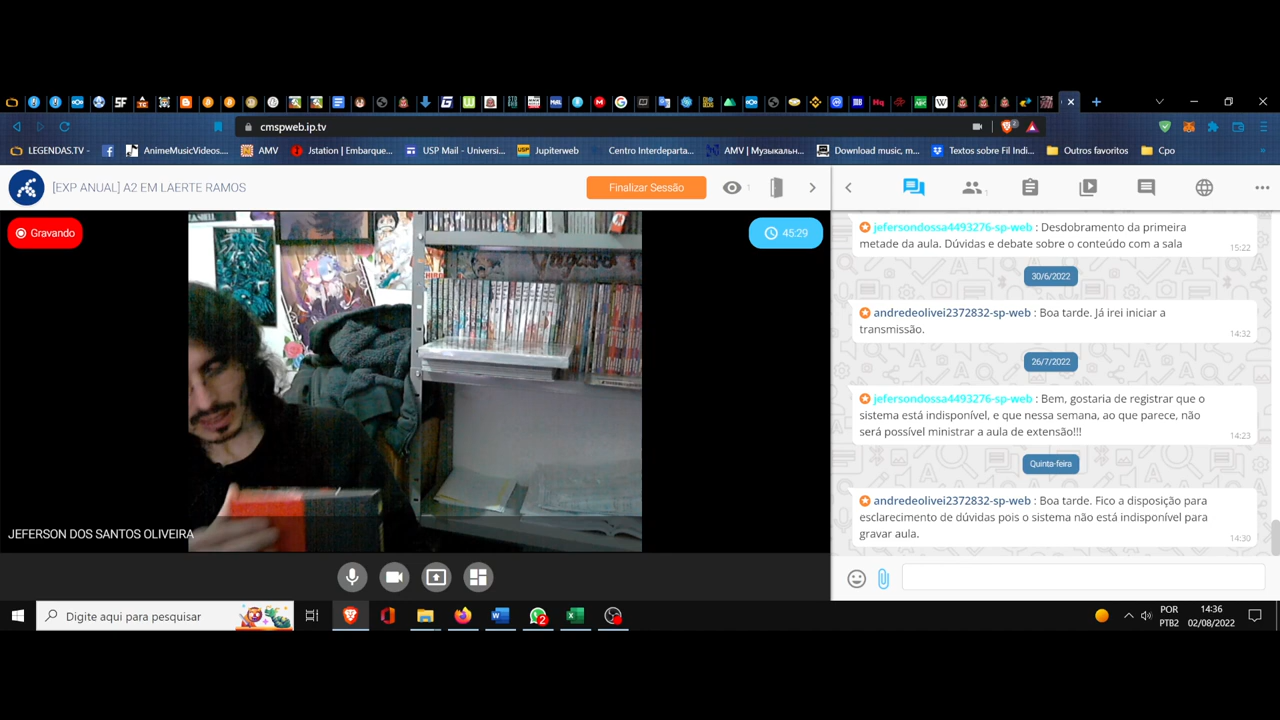 cmspweb.ip.tv
LEGENDAS.TV -
AnimeMusicVideos...
AMV
Jstation | Embarque...
USP Mail - Universi...
Jupiterweb
Centro Interdeparta...
AMV | Музыкальн...
Download music, m...
Textos sobre Fil Indi...
Outros favoritos
Cpo
[EXP ANUAL] A2 EM LAERTE RAMOS
Finalizar Sessão
1
1
Gravando
45:29
JEFERSON DOS SANTOS OLIVEIRA
jefersondossa4493276-sp-web : Desdobramento da primeira
metade da aula. Dúvidas e debate sobre o conteúdo com a sala
15:22
30/6/2022
andredeolivei2372832-sp-web : Boa tarde. Já irei iniciar a
transmissão.
14:32
26/7/2022
jefersondossa4493276-sp-web : Bem, gostaria de registrar que o
sistema está indisponível, e que nessa semana, ao que parece, não
será possível ministrar a aula de extensão!!!
14:23
Quinta-feira
andredeolivei2372832-sp-web : Boa tarde. Fico a disposição para
esclarecimento de dúvidas pois o sistema não está indisponível para
gravar aula.
14:30
Digite aqui para pesquisar
2
POR
PTB2
14:36
02/08/2022